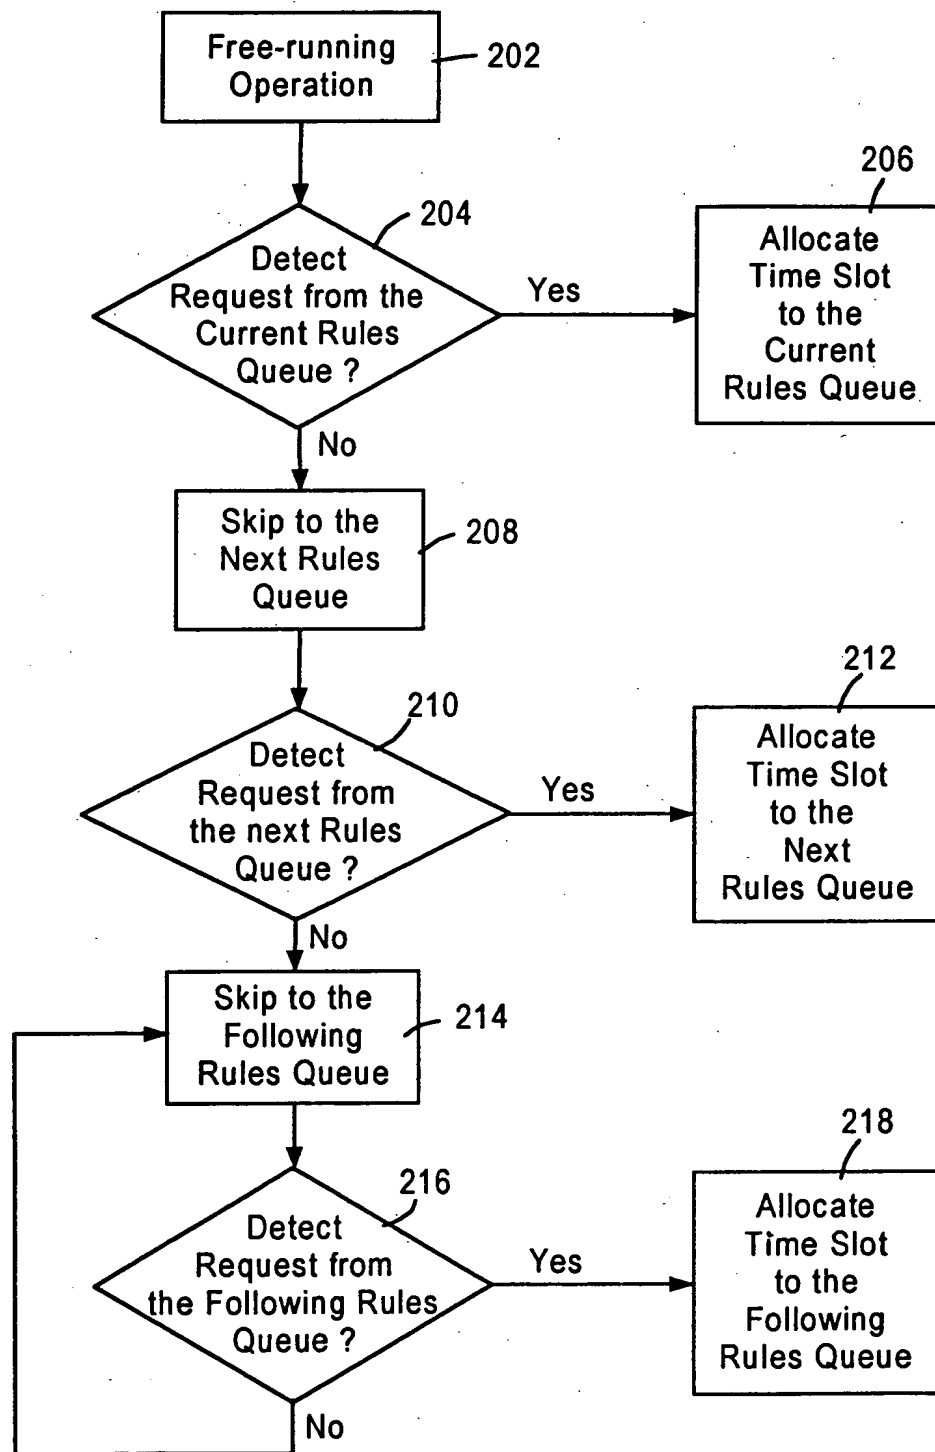 Free-running
Operation
202
204
Detect
Request from the
Current Rules
Queue ?
Yes
206
Allocate
Time Slot
to the
Current
Rules Queue
No
Skip to the
Next Rules
Queue
208
210
Detect
Request from
the next Rules
Queue ?
Yes
212
Allocate
Time Slot
to the
Next
Rules Queue
No
Skip to the
Following
Rules Queue
214
216
Detect
Request from
the Following Rules
Queue ?
Yes
218
Allocate
Time Slot
to the
Following
Rules Queue
No